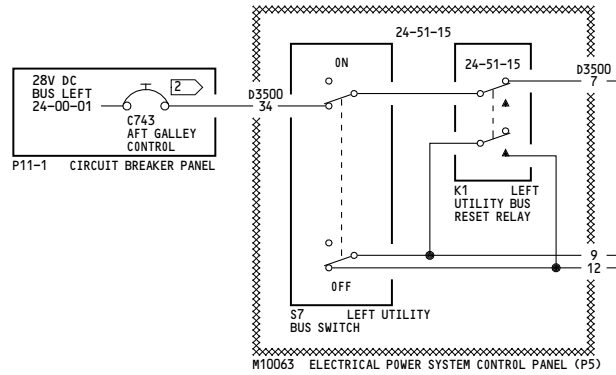 24-51-15
ON
24-51-15
28V DC
BUS LEFT
24-00-01
2
C743
AFT GALLEY
CONTROL
P11-1 CIRCUIT BREAKER PANEL
D3500
34
D3500
7
K1 LEFT
UTILITY BUS
RESET RELAY
9
12
OFF
S7 LEFT UTILITY
BUS SWITCH
M10063 ELECTRICAL POWER SYSTEM CONTROL PANEL (P5)